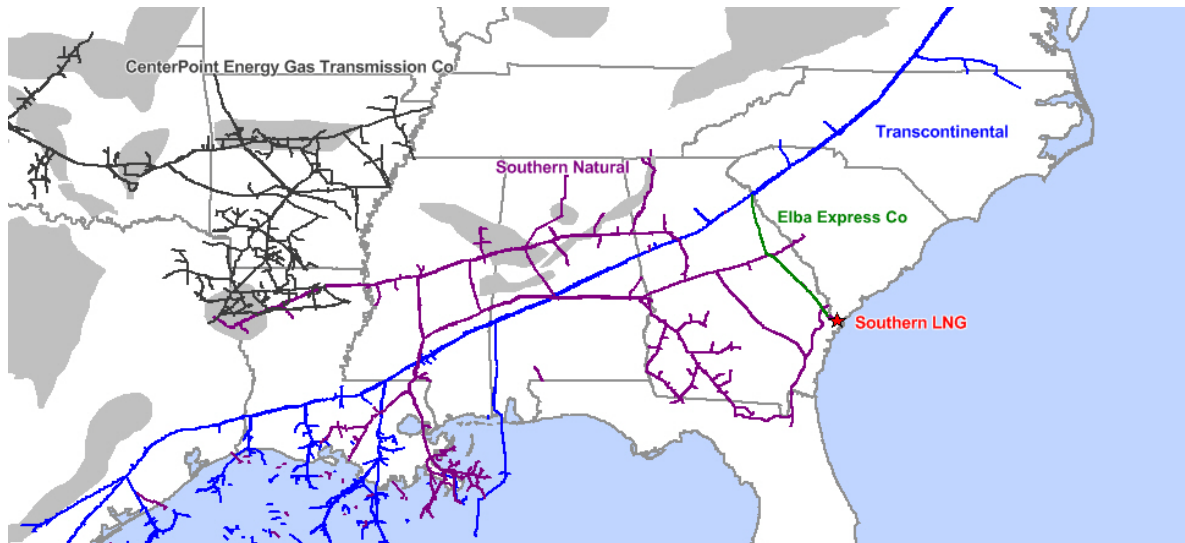 CenterPoint Energy Gas Transmission Co
Transcontinental
Southern Natural
Elba Express Co
Southern LNG